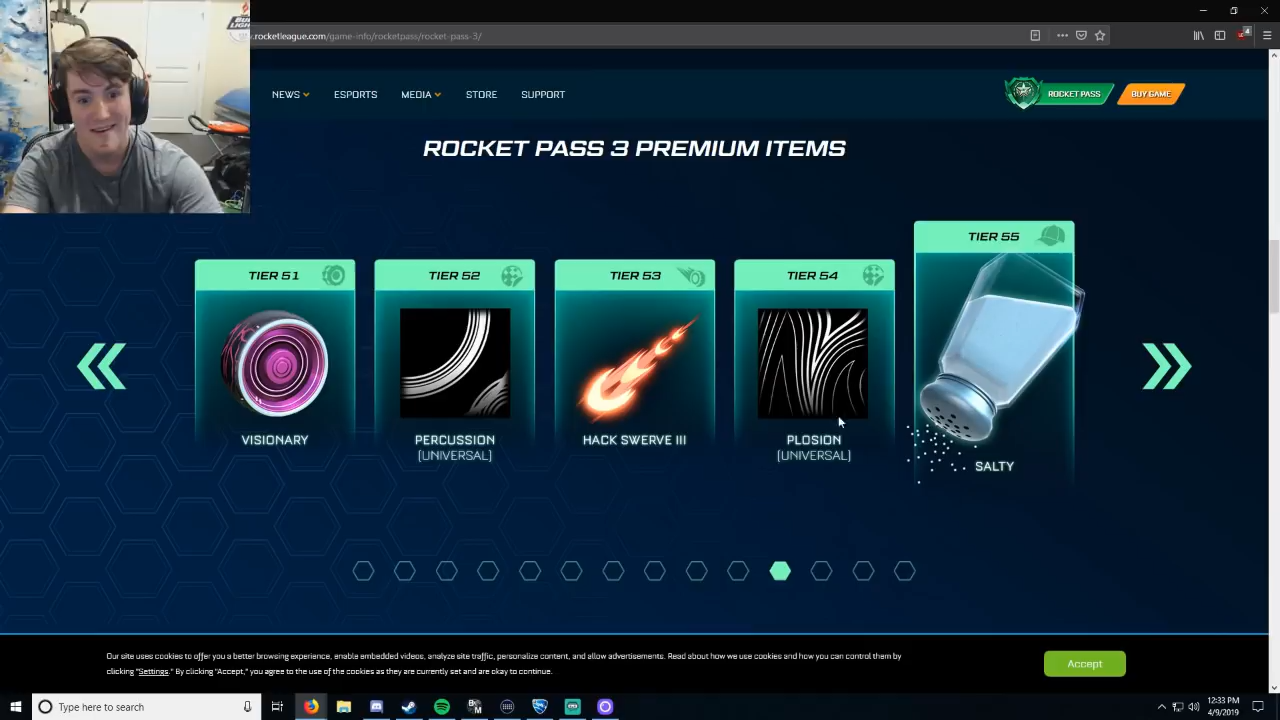 BUD
LIGHT
.rocketleague.com/game-info/rocketpass/rocket-pass-3/
4
NEWS
ESPORTS
MEDIA
STORE
SUPPORT
ROCKET PASS
BUY GAME
ROCKET PASS 3 PREMIUM ITEMS
TIER 51
TIER 52
TIER 53
TIER 54
TIER 55
VISIONARY
PERCUSSION
[UNIVERSAL]
HACK SWERVE III
PLOSION
[UNIVERSAL]
SALTY
Our site uses cookies to offer you a better browsing experience, enable embedded videos, analyze site traffic, personalize content, and allow advertisements. Read about how we use cookies and how you can control them by
clicking "Settings." By clicking "Accept," you agree to the use of the cookies as they are currently set and are okay to continue.
Accept
Type here to search
12:33 PM
4/9/2019